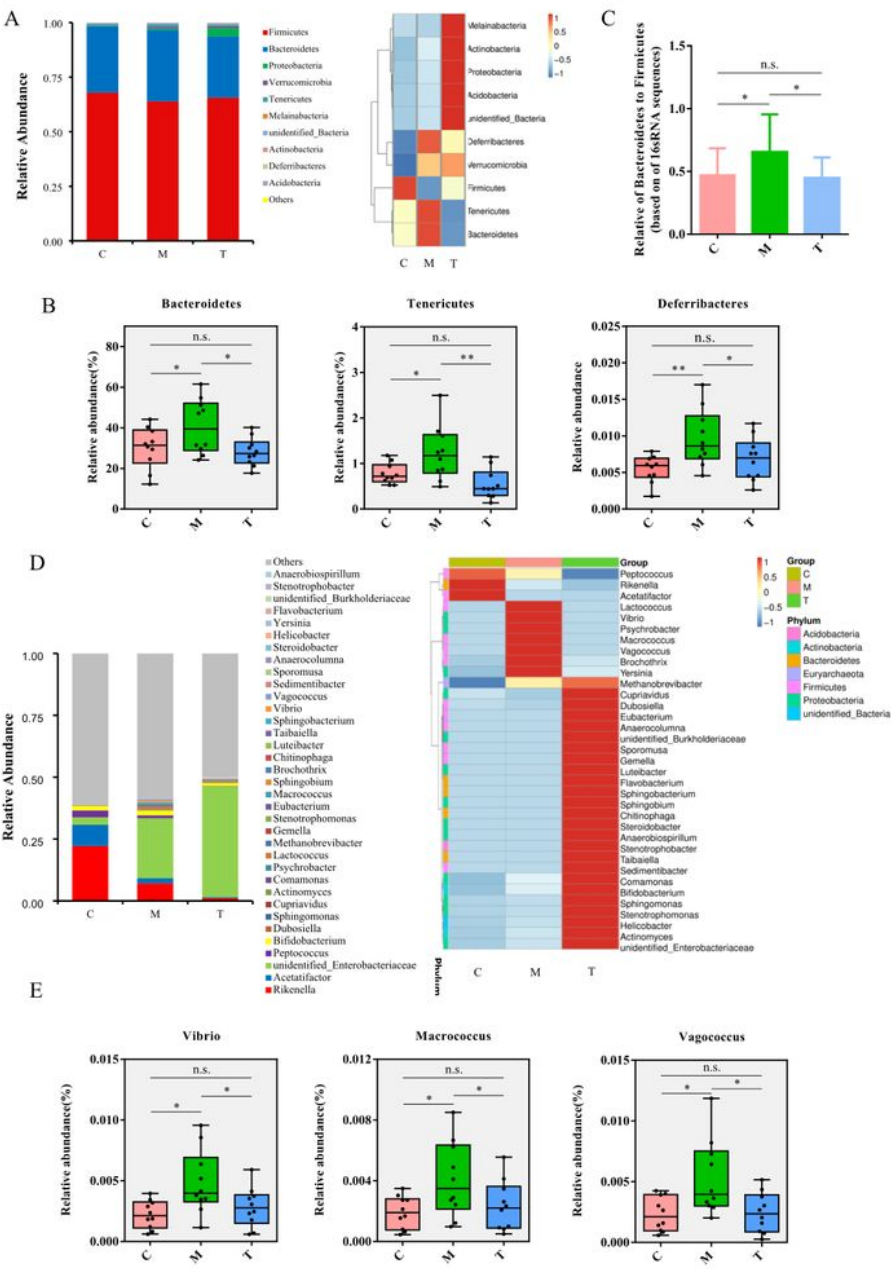 A
1.00
0.75
0.50
0.25
0.00
Relative Abundance
C M T
Firmicutes
Bacteroidetes
Proteobacteria
Verrucomicrobia
Tenericutes
Melainabacteria
unidentified_Bacteria
Actinobacteria
Deferribacteres
Acidobacteria
Others
Melainabacteria
Actinobacteria
Proteobacteria
Acidobacteria
unidentified_Bacteria
Deferribacteres
Verrucomicrobia
Firmicutes
Tenericutes
Bacteroidetes
C M T
1
0.5
0
−0.5
−1
C
Relative of Bacteroidetes to Firmicutes
(based on of 16sRNA sequences)
1.5
1.0
0.5
0.0
n.s.
* *
C M T
B
Bacteroidetes
Relative abundance(%)
80
60
40
20
0
n.s.
* *
C M T
Tenericutes
Relative abundance(%)
4
3
2
1
0
n.s.
* **
C M T
Deferribacteres
Relative abundance
0.025
0.020
0.015
0.010
0.005
0.000
n.s.
** *
C M T
D
Relative Abundance
1.00
0.75
0.50
0.25
0.00
C M T
Others
Anaerobiospirillum
Stenotrophobacter
unidentified_Burkholderiaceae
Flavobacterium
Yersinia
Helicobacter
Steroidobacter
Anaerocolumna
Sporomusa
Sedimentibacter
Vagococcus
Vibrio
Sphingobacterium
Taibaiella
Luteibacter
Chitinophaga
Brochothrix
Sphingobium
Macrococcus
Eubacterium
Stenotrophomonas
Gemella
Methanobrevibacter
Lactococcus
Psychrobacter
Comamonas
Actinomyces
Cupriavidus
Sphingomonas
Dubosiella
Bifidobacterium
Peptococcus
unidentified_Enterobacteriaceae
Acetatifactor
Rikenella
Group
Peptococcus
Rikenella
Acetatifactor
Lactococcus
Vibrio
Psychrobacter
Macrococcus
Vagococcus
Brochothrix
Yersinia
Methanobrevibacter
Cupriavidus
Dubosiella
Eubacterium
Anaerocolumna
unidentified_Burkholderiaceae
Sporomusa
Gemella
Luteibacter
Flavobacterium
Sphingobacterium
Sphingobium
Chitinophaga
Steroidobacter
Anaerobiospirillum
Stenotrophobacter
Taibaiella
Sedimentibacter
Comamonas
Bifidobacterium
Sphingomonas
Stenotrophomonas
Helicobacter
Actinomyces
unidentified_Enterobacteriaceae
Phylum
C M T
1
0.5
0
−0.5
−1
Group
C
M
T
Phylum
Acidobacteria
Actinobacteria
Bacteroidetes
Euryarchaeota
Firmicutes
Proteobacteria
unidentified_Bacteria
E
Vibrio
Relative abundance(%)
0.015
0.010
0.005
0.000
n.s.
* *
C M T
Macrococcus
Relative abundance(%)
0.012
0.008
0.004
0.000
n.s.
* *
C M T
Vagococcus
Relative abundance(%)
0.015
0.010
0.005
0.000
n.s.
* *
C M T